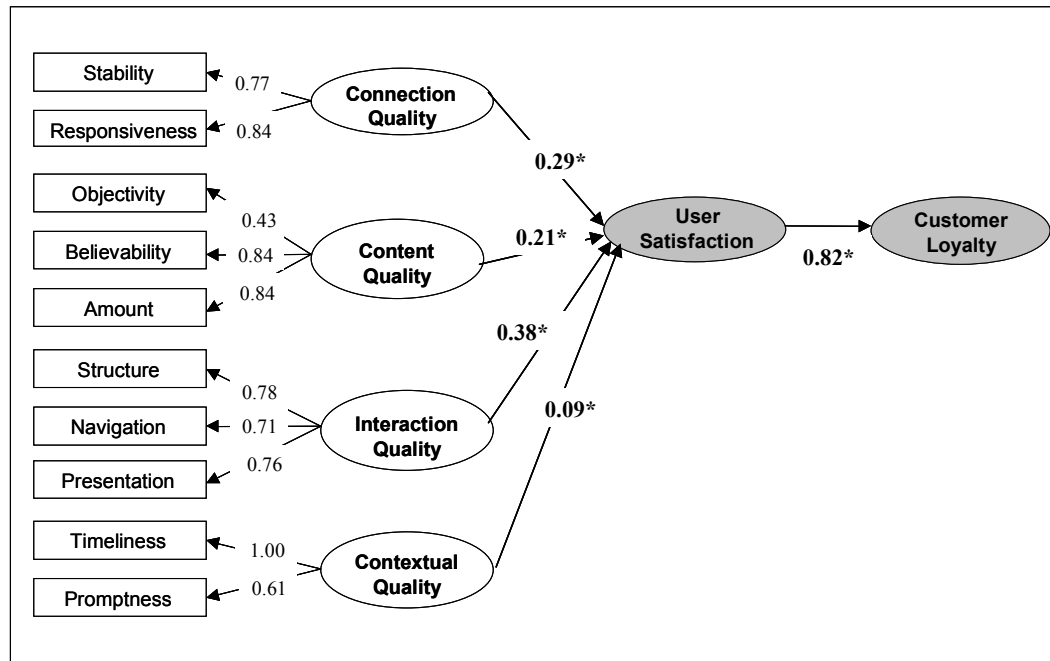 Stability
0.77
Connection
Quality
Responsiveness
0.84
0.29*
Objectivity
0.43
Believability
0.84
Content
Quality
0.21*
User
Satisfaction
0.82*
Customer
Loyalty
Amount
0.84
Structure
0.78
0.38*
Navigation
0.71
Interaction
Quality
0.09*
Presentation
0.76
Timeliness
1.00
Contextual
Quality
Promptness
0.61